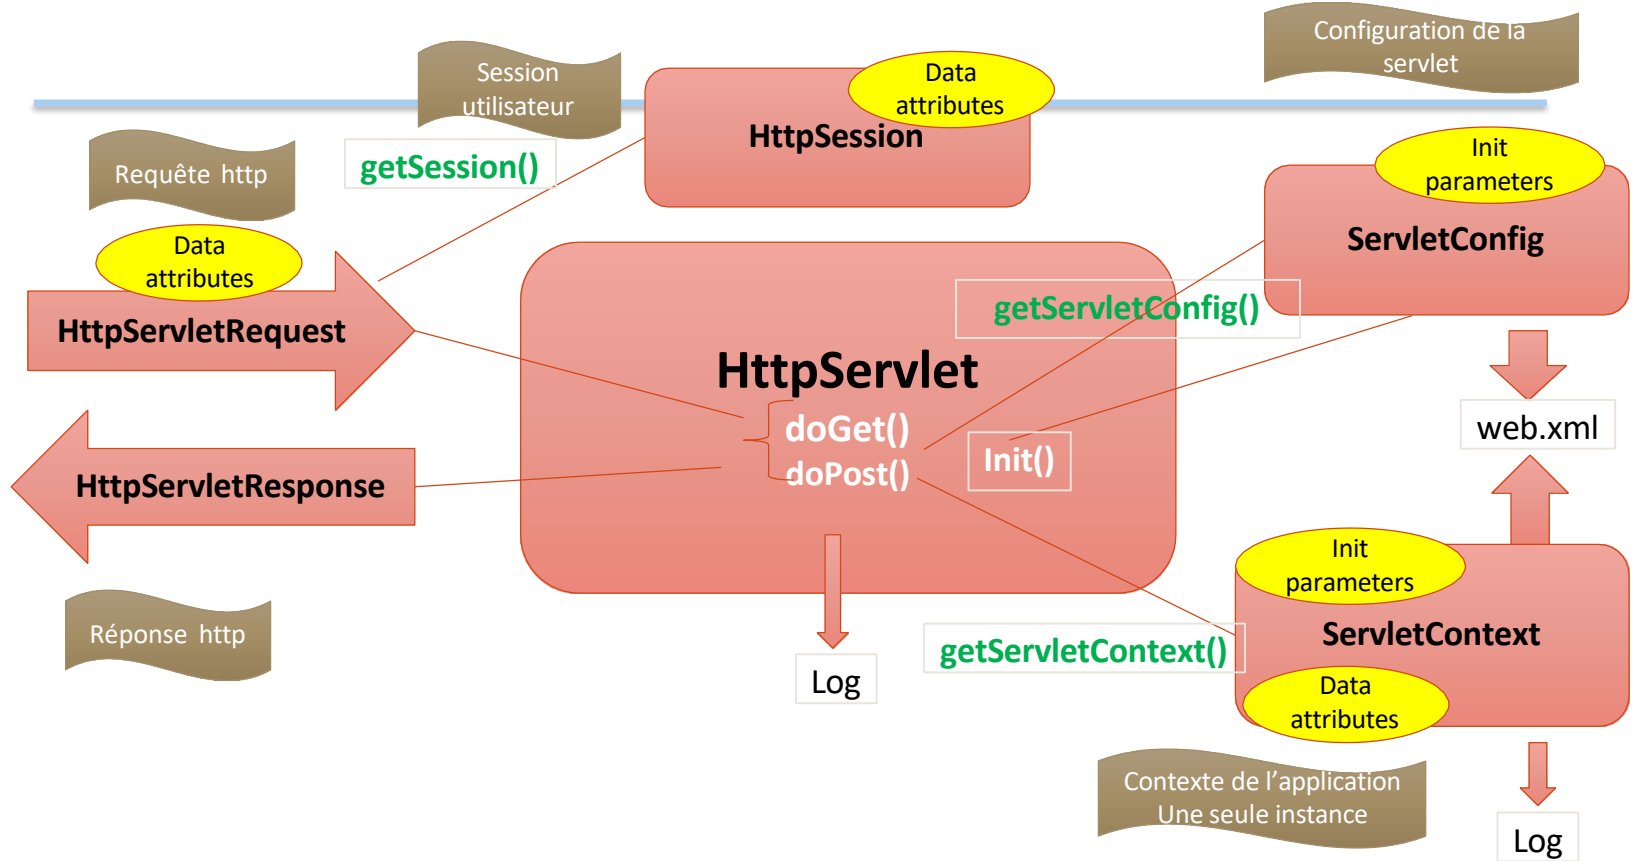 Configuration de la
servlet
Session
utilisateur
Data
attributes
HttpSession
getSession()
Requête http
Init
parameters
ServletConfig
Data
attributes
HttpServletRequest
getServletConfig()
HttpServlet
doGet()
doPost()
Init()
web.xml
HttpServletResponse
Init
parameters
ServletContext
Réponse http
getServletContext()
Log
Data
attributes
Contexte de l’application
Une seule instance
Log